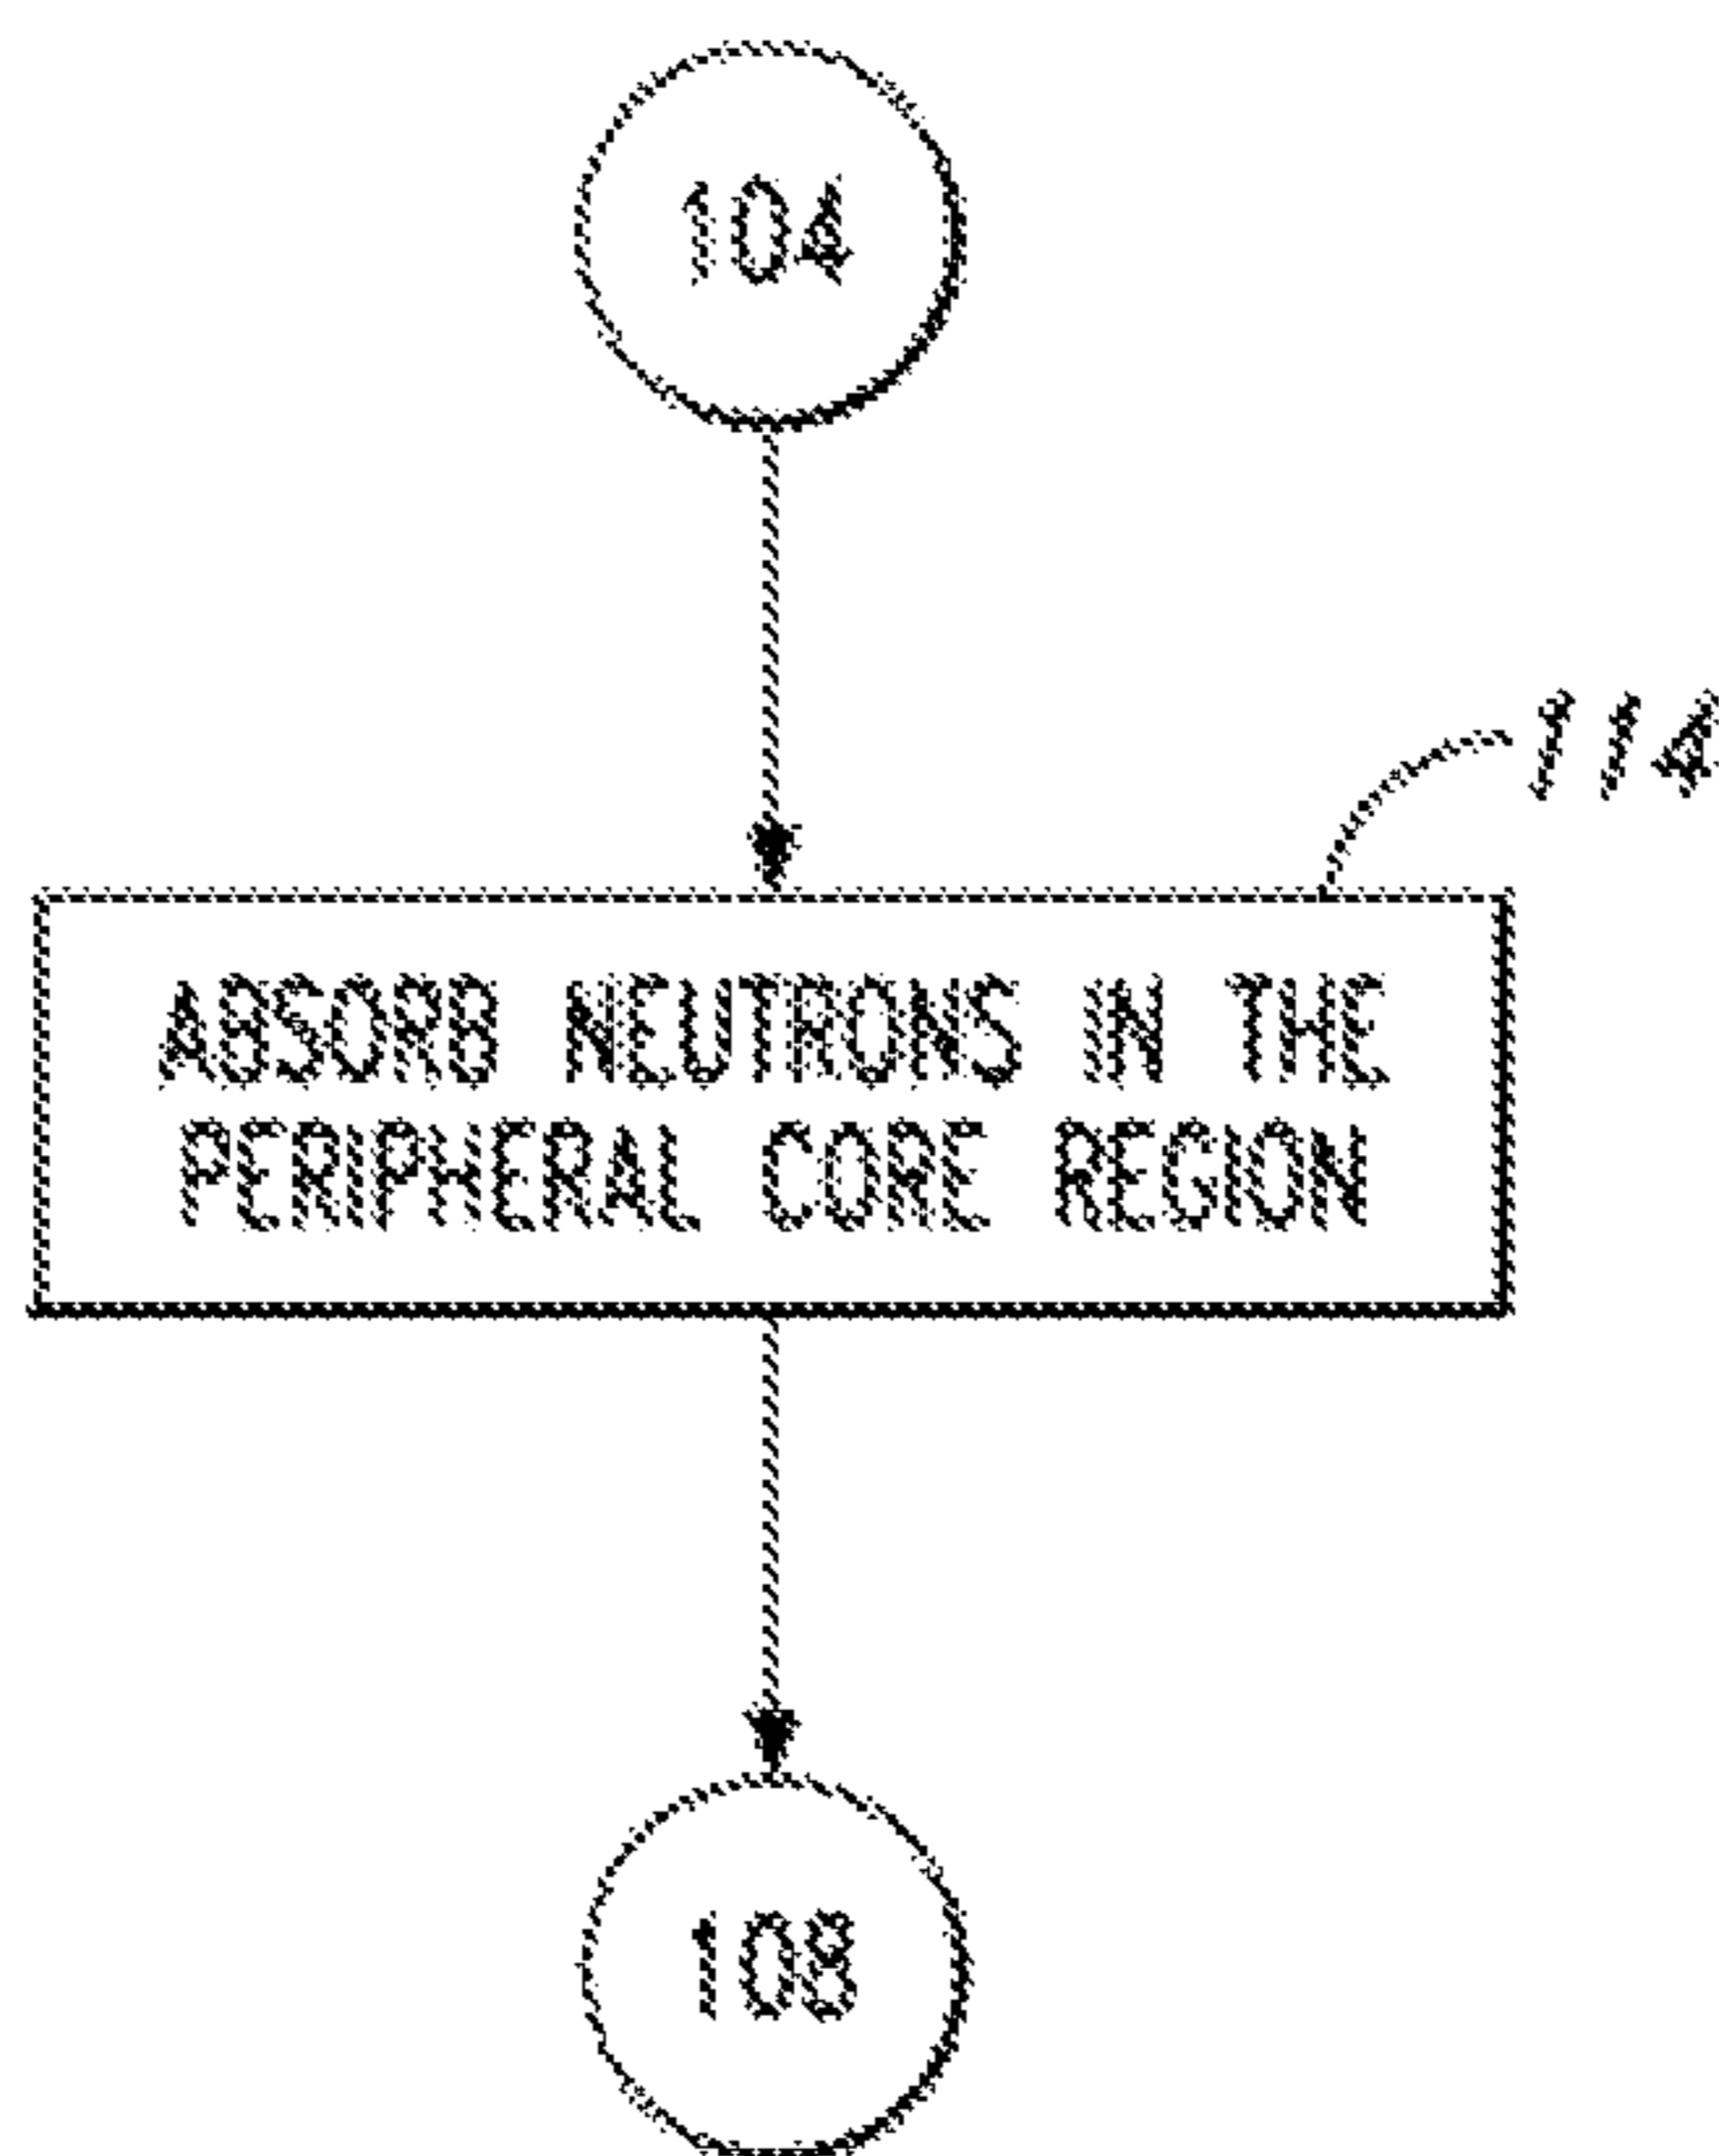 104
114
ABSORB NEUTRONS IN THE
PERIPHERAL CORE REGION
108